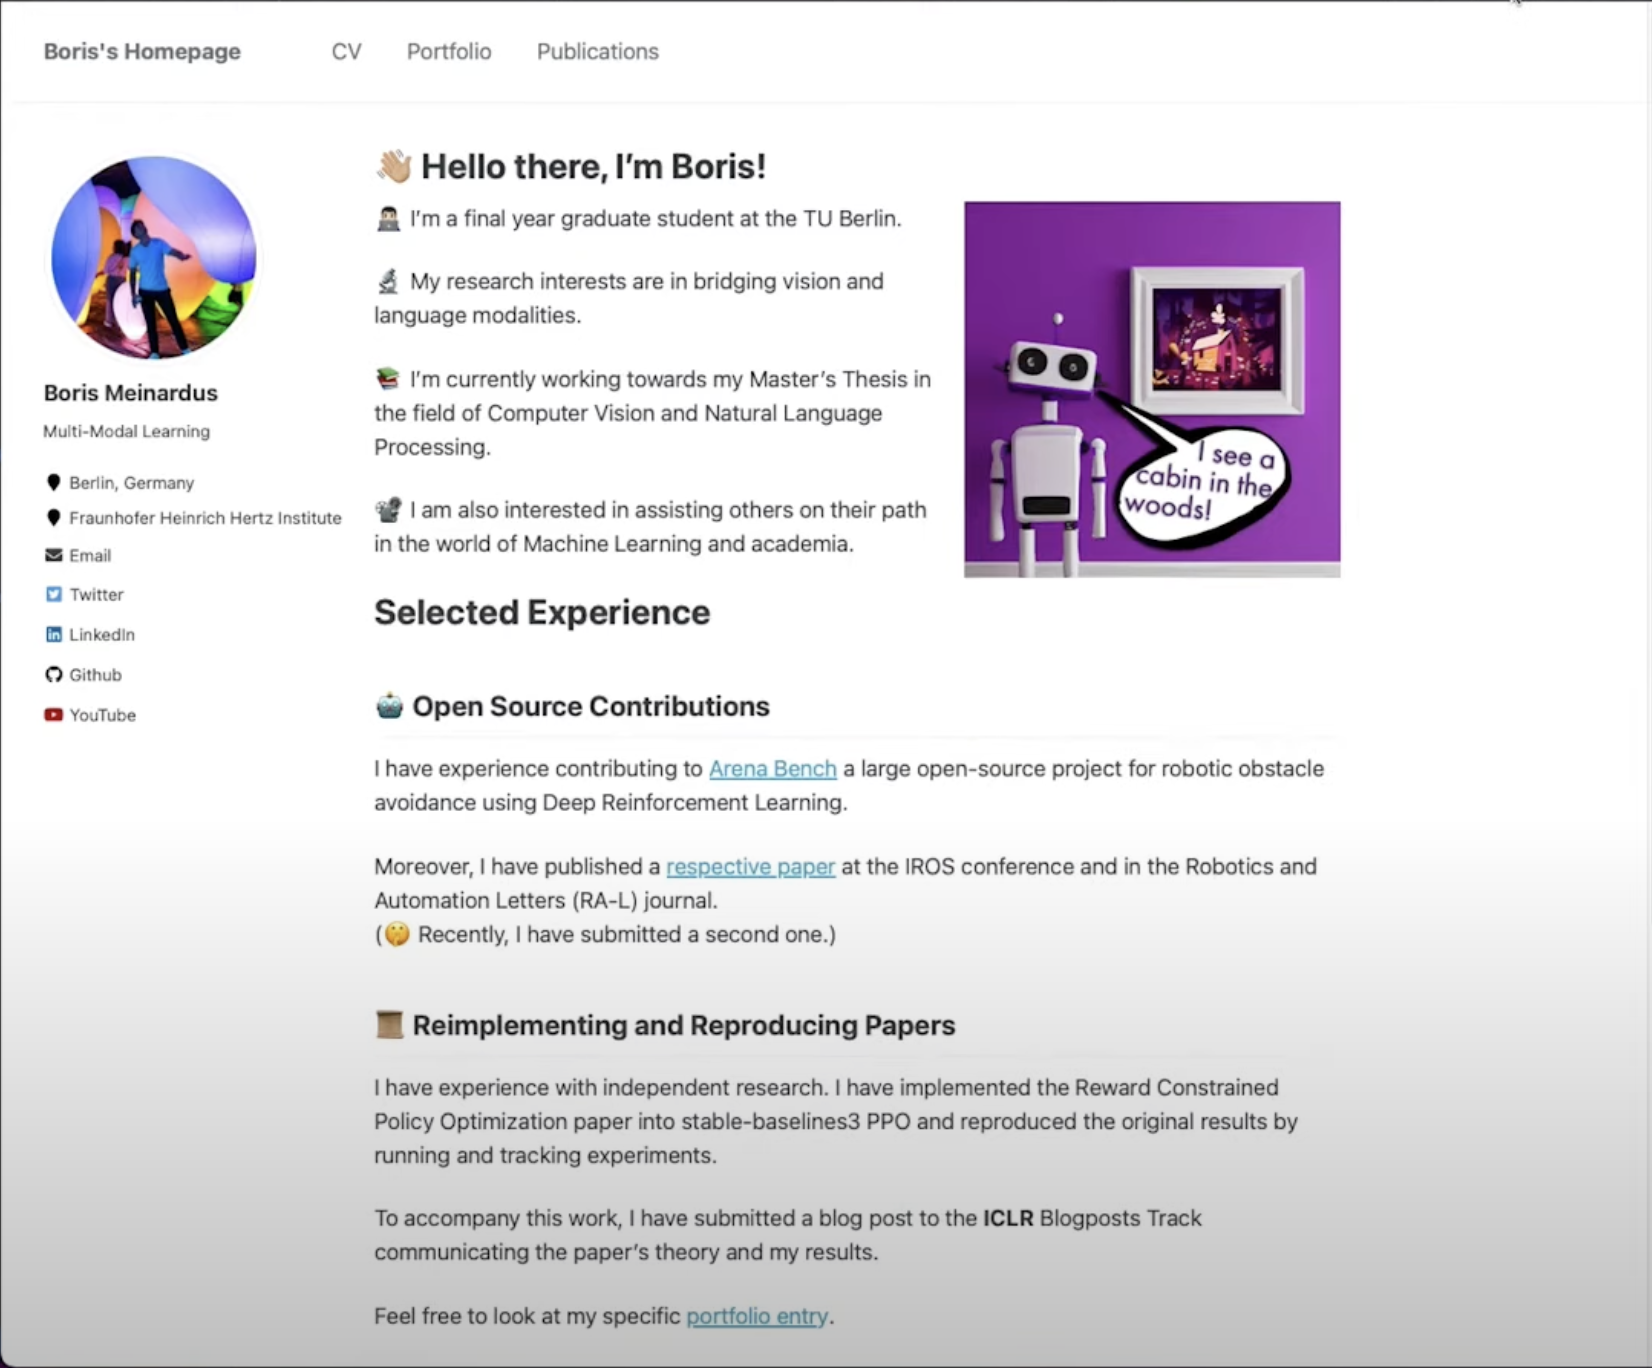 Boris's Homepage
CV
Portfolio
Publications
Boris Meinardus
Multi-Modal Learning
Berlin, Germany
Fraunhofer Heinrich Hertz Institute
Email
Twitter
LinkedIn
Github
YouTube
👋🏼 Hello there, I’m Boris!
👨🏻‍💻 I’m a final year graduate student at the TU Berlin.
🔬 My research interests are in bridging vision and
language modalities.
📚 I’m currently working towards my Master’s Thesis in
the field of Computer Vision and Natural Language
Processing.
📽 I am also interested in assisting others on their path
in the world of Machine Learning and academia.
I see a
cabin in the
woods!
Selected Experience
🤖 Open Source Contributions
I have experience contributing to Arena Bench a large open-source project for robotic obstacle
avoidance using Deep Reinforcement Learning.
Moreover, I have published a respective paper at the IROS conference and in the Robotics and
Automation Letters (RA-L) journal.
(🤫 Recently, I have submitted a second one.)
📜 Reimplementing and Reproducing Papers
I have experience with independent research. I have implemented the Reward Constrained
Policy Optimization paper into stable-baselines3 PPO and reproduced the original results by
running and tracking experiments.
To accompany this work, I have submitted a blog post to the ICLR Blogposts Track
communicating the paper’s theory and my results.
Feel free to look at my specific portfolio entry.